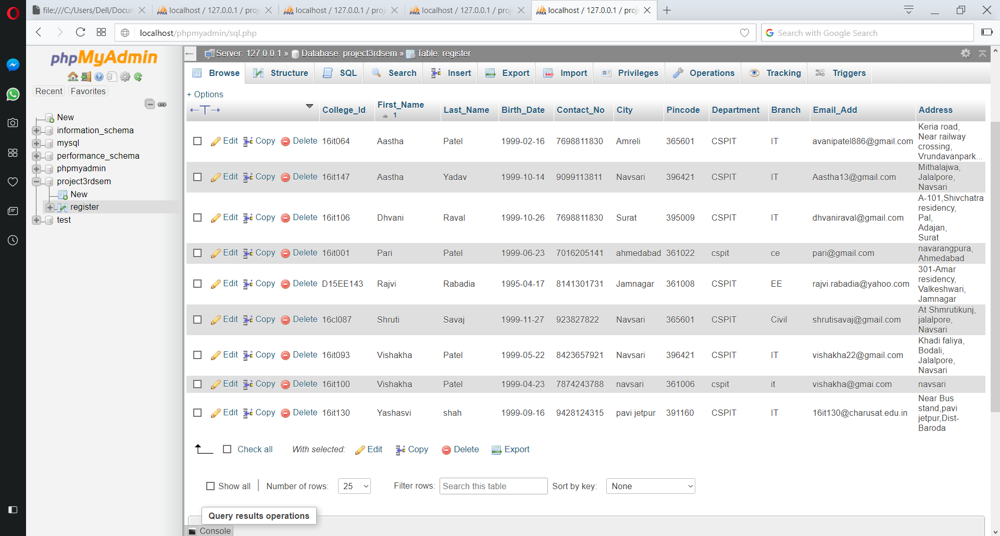 file:///C:/Users/Dell/Docun
localhost / 127.0.0.1 / proje
localhost / 127.0.0.1 / proje
localhost / 127.0.0.1 / proje
localhost / 127.0.0.1 / proje
localhost/phpmyadmin/sql.php
Search with Google Search
phpMyAdmin
Recent Favorites
New
information_schema
mysql
performance_schema
phpmyadmin
project3rdsem
New
register
test
Server: 127.0.0.1 » Database: project3rdsem » Table: register
Browse Structure SQL Search Insert Export Import Privileges Operations Tracking Triggers
+ Options
←T→ College_Id First_Name 1 Last_Name Birth_Date Contact_No City Pincode Department Branch Email_Add Address
Edit Copy Delete 16it064 Aastha Patel 1999-02-16 7698811830 Amreli 365601 CSPIT IT avanipatel886@gmail.com Keria road,
Near railway
crossing,
Vrundavanpark...
Edit Copy Delete 16it147 Aastha Yadav 1999-10-14 9099113811 Navsari 396421 CSPIT IT Aastha13@gmail.com Mithalajwa,
Jalalpore,
Navsari
Edit Copy Delete 16it106 Dhvani Raval 1999-10-26 7698811830 Surat 395009 CSPIT IT dhvaniraval@gmail.com A-101,Shivchatra
residency,
Pal,
Adajan,
Surat
Edit Copy Delete 16it001 Pari Patel 1999-06-23 7016205141 ahmedabad 361022 cspit ce pari@gmail.com navarangpura,
Ahmedabad
Edit Copy Delete D15EE143 Rajvi Rabadia 1995-04-17 8141301731 Jamnagar 361008 CSPIT EE rajvi.rabadia@yahoo.com 301-Amar
residency,
Valkeshwari,
Jamnagar
Edit Copy Delete 16cl087 Shruti Savaj 1999-11-27 923827822 Navsari 365601 CSPIT Civil shrutisavaj@gmail.com At Shmrutikunj,
jalalpore,
Navsari
Edit Copy Delete 16it093 Vishakha Patel 1999-05-22 8423657921 Navsari 396421 CSPIT IT vishakha22@gmail.com Khadi faliya,
Bodali,
Jalalpore,
Navsari
Edit Copy Delete 16it100 Vishakha Patel 1999-04-23 7874243788 navsari 361006 cspit it vishakha@gmai.com navsari
Edit Copy Delete 16it130 Yashasvi shah 1999-09-16 9428124315 pavi jetpur 391160 CSPIT IT 16it130@charusat.edu.in Near Bus
stand,pavi
jetpur,Dist-
Baroda
Check all With selected: Edit Copy Delete Export
Show all Number of rows: 25 Filter rows: Search this table Sort by key: None
Query results operations
Console